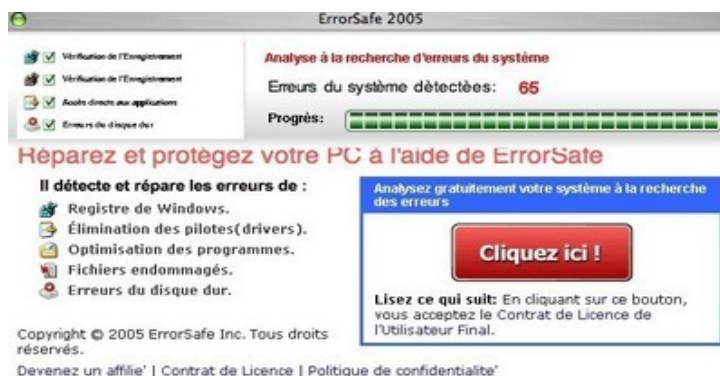 ErrorSafe 2005
Vérification de l'Enregistrement
Vérification de l'Enregistrement
Accès directs aux applications
Erreurs du disque dur
Analyse à la recherche d'erreurs du système
Erreurs du système dètectèes: 65
Progrés:
Réparez et protégez votre PC à l'aide de ErrorSafe
Il détecte et répare les erreurs de :
Registre de Windows.
Élimination des pilotes(drivers).
Optimisation des programmes.
Fichiers endommagés.
Erreurs du disque dur.
Analysez gratuitement votre système à la recherche
des erreurs
Cliquez ici !
Lisez ce qui suit: En cliquant sur ce bouton,
vous acceptez le Contrat de Licence de
l'Utilisateur Final.
Copyright © 2005 ErrorSafe Inc. Tous droits
réservés.
Devenez un affilie' | Contrat de Licence | Politique de confidentialite'